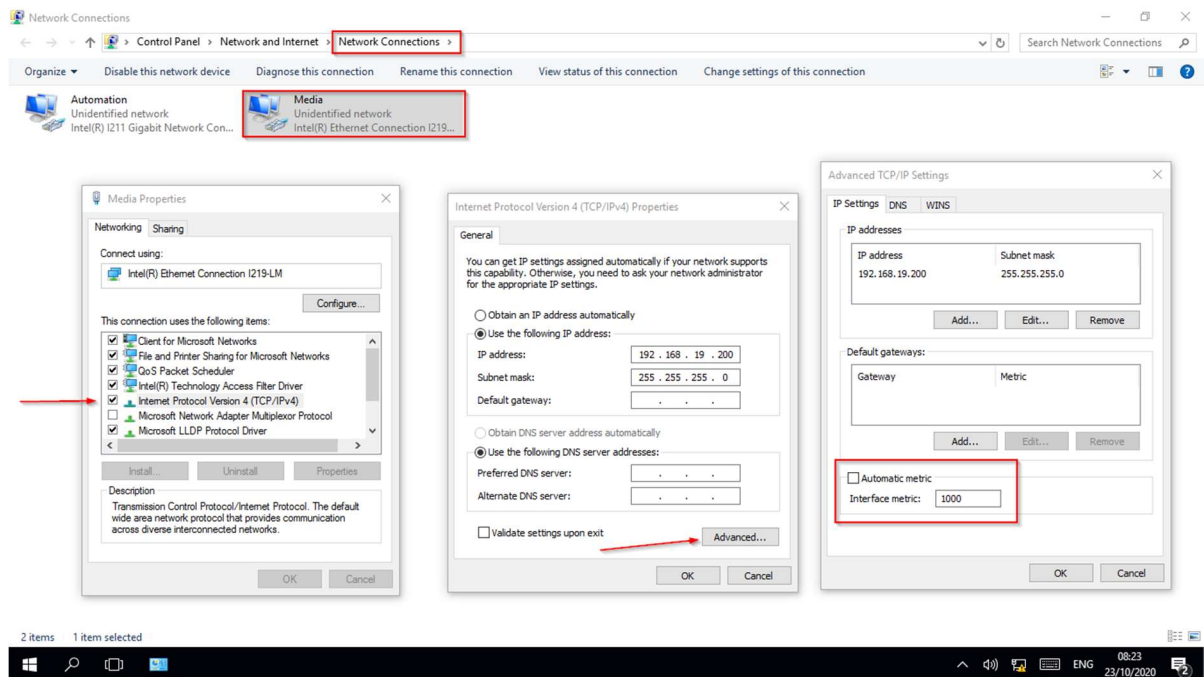 Network Connections
Control Panel > Network and Internet > Network Connections >
Search Network Connections
Organize
Disable this network device
Diagnose this connection
Rename this connection
View status of this connection
Change settings of this connection
Automation
Unidentified network
Intel(R) I211 Gigabit Network Con...
Media
Unidentified network
Intel(R) Ethernet Connection I219...
Media Properties
Networking
Sharing
Connect using:
Intel(R) Ethernet Connection I219-LM
Configure...
This connection uses the following items:
Client for Microsoft Networks
File and Printer Sharing for Microsoft Networks
QoS Packet Scheduler
Intel(R) Technology Access Filter Driver
Internet Protocol Version 4 (TCP/IPv4)
Microsoft Network Adapter Multiplexor Protocol
Microsoft LLDP Protocol Driver
Install...
Uninstall
Properties
Description
Transmission Control Protocol/Internet Protocol. The default
wide area network protocol that provides communication
across diverse interconnected networks.
OK
Cancel
Internet Protocol Version 4 (TCP/IPv4) Properties
General
You can get IP settings assigned automatically if your network supports
this capability. Otherwise, you need to ask your network administrator
for the appropriate IP settings.
Obtain an IP address automatically
Use the following IP address:
IP address: 192 . 168 . 19 . 200
Subnet mask: 255 . 255 . 255 . 0
Default gateway: . . .
Obtain DNS server address automatically
Use the following DNS server addresses:
Preferred DNS server: . . .
Alternate DNS server: . . .
Validate settings upon exit
Advanced...
OK
Cancel
Advanced TCP/IP Settings
IP Settings
DNS
WINS
IP addresses
IP address Subnet mask
192.168.19.200 255.255.255.0
Add...
Edit...
Remove
Default gateways:
Gateway Metric
Add...
Edit...
Remove
Automatic metric
Interface metric: 1000
OK
Cancel
2 items
1 item selected
ENG
08:23
23/10/2020
2